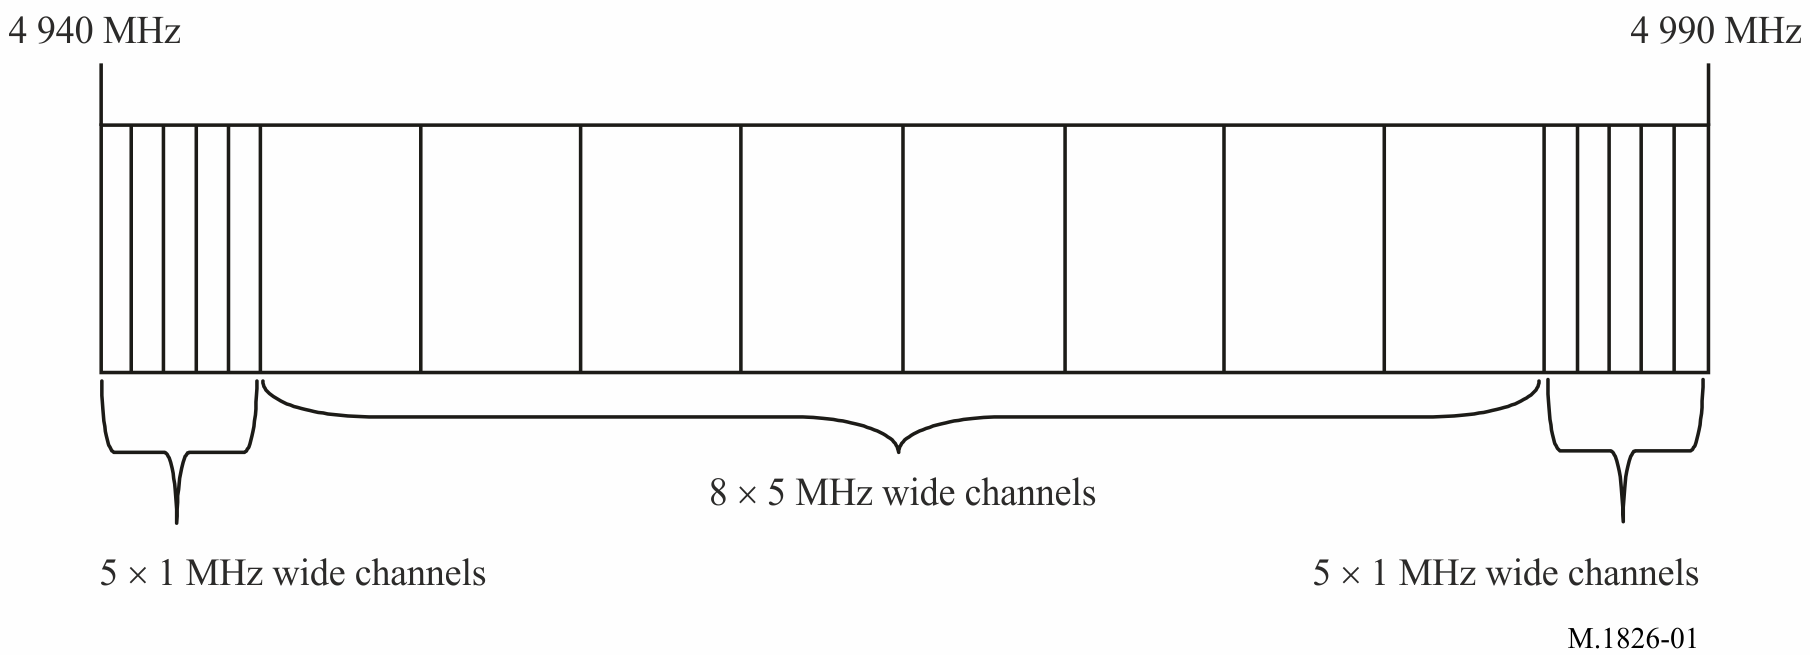 4 940 MHz
4 990 MHz
8 × 5 MHz wide channels
5 × 1 MHz wide channels
5 × 1 MHz wide channels
M.1826-01